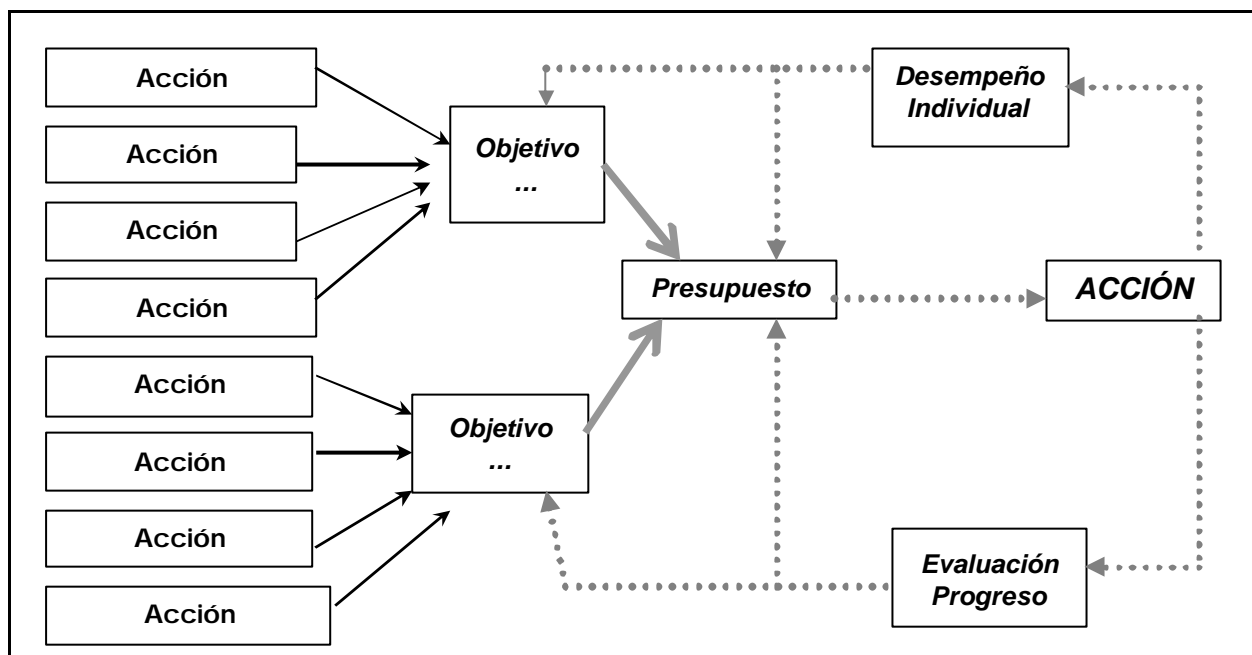 Acción
Acción
Acción
Acción
Acción
Acción
Acción
Acción
Objetivo
...
Objetivo
...
Presupuesto
Desempeño
Individual
ACCIÓN
Evaluación
Progreso